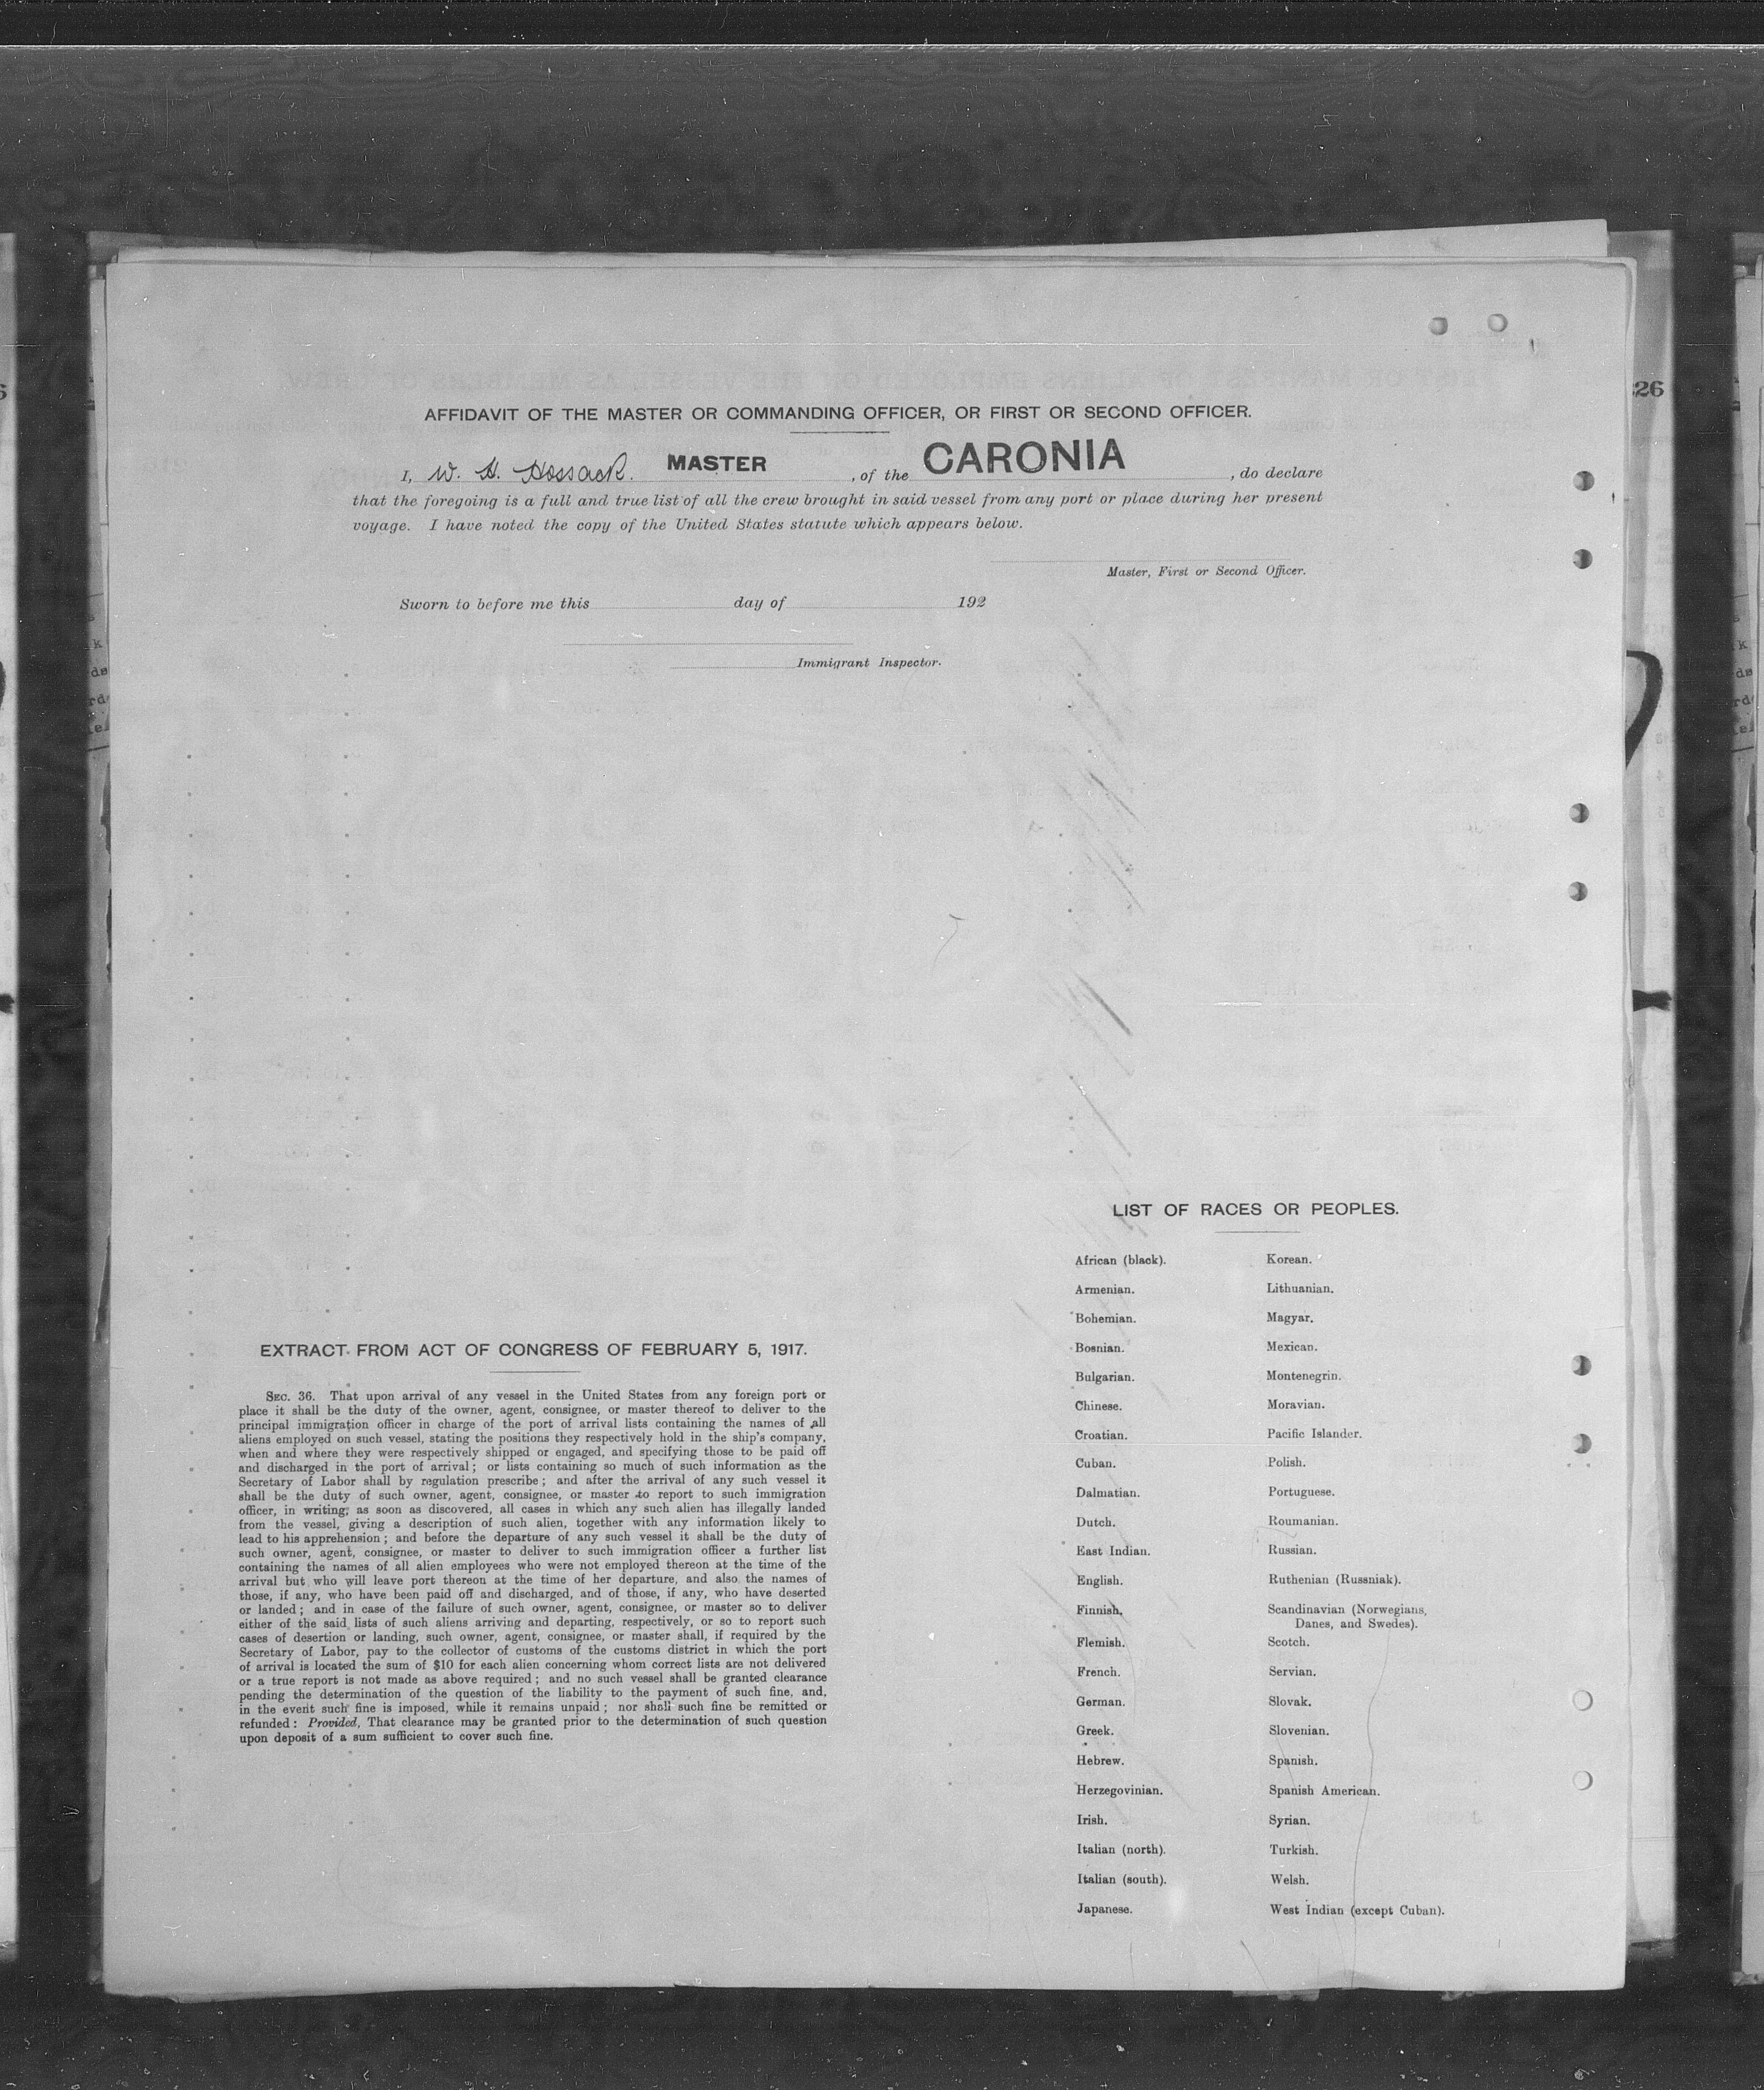 AFFIDAVIT OF THE MASTER OR COMMANDING OFFICER, OR FIRST OR SECOND OFFICER.
I, W. H. Hossack. MASTER, of the CARONIA, do declare
that the foregoing is a full and true list of all the crew brought in said vessel from any port or place during her present
voyage. I have noted the copy of the United States statute which appears below.
Master, First or Second Officer.
Sworn to before me this day of 192
Immigrant Inspector.
EXTRACT FROM ACT OF CONGRESS OF FEBRUARY 5, 1917.
SEC. 36. That upon arrival of any vessel in the United States from any foreign port or
place it shall be the duty of the owner, agent, consignee, or master thereof to deliver to the
principal immigration officer in charge of the port of arrival lists containing the names of all
aliens employed on such vessel, stating the positions they respectively hold in the ship's company,
when and where they were respectively shipped or engaged, and specifying those to be paid off
and discharged in the port of arrival; or lists containing so much of such information as the
Secretary of Labor shall by regulation prescribe; and after the arrival of any such vessel it
shall be the duty of such owner, agent, consignee, or master to report to such immigration
officer, in writing, as soon as discovered, all cases in which any such alien has illegally landed
from the vessel, giving a description of such alien, together with any information likely to
lead to his apprehension; and before the departure of any such vessel it shall be the duty of
such owner, agent, consignee, or master to deliver to such immigration officer a further list
containing the names of all alien employees who were not employed thereon at the time of the
arrival but who will leave port thereon at the time of her departure, and also the names of
those, if any, who have been paid off and discharged, and of those, if any, who have deserted
or landed; and in case of the failure of such owner, agent, consignee, or master so to deliver
either of the said lists of such aliens arriving and departing, respectively, or so to report such
cases of desertion or landing, such owner, agent, consignee, or master shall, if required by the
Secretary of Labor, pay to the collector of customs of the customs district in which the port
of arrival is located the sum of $10 for each alien concerning whom correct lists are not delivered
or a true report is not made as above required; and no such vessel shall be granted clearance
pending the determination of the question of the liability to the payment of such fine, and,
in the event such fine is imposed, while it remains unpaid; nor shall such fine be remitted or
refunded: Provided, That clearance may be granted prior to the determination of such question
upon deposit of a sum sufficient to cover such fine.
LIST OF RACES OR PEOPLES.
African (black). Korean.
Armenian. Lithuanian.
Bohemian. Magyar.
Bosnian. Mexican.
Bulgarian. Montenegrin.
Chinese. Moravian.
Croatian. Pacific Islander.
Cuban. Polish.
Dalmatian. Portuguese.
Dutch. Roumanian.
East Indian. Russian.
English. Ruthenian (Russniak).
Finnish. Scandinavian (Norwegians,
Danes, and Swedes).
Flemish. Scotch.
French. Servian.
German. Slovak.
Greek. Slovenian.
Hebrew. Spanish.
Herzegovinian. Spanish American.
Irish. Syrian.
Italian (north). Turkish.
Italian (south). Welsh.
Japanese. West Indian (except Cuban).